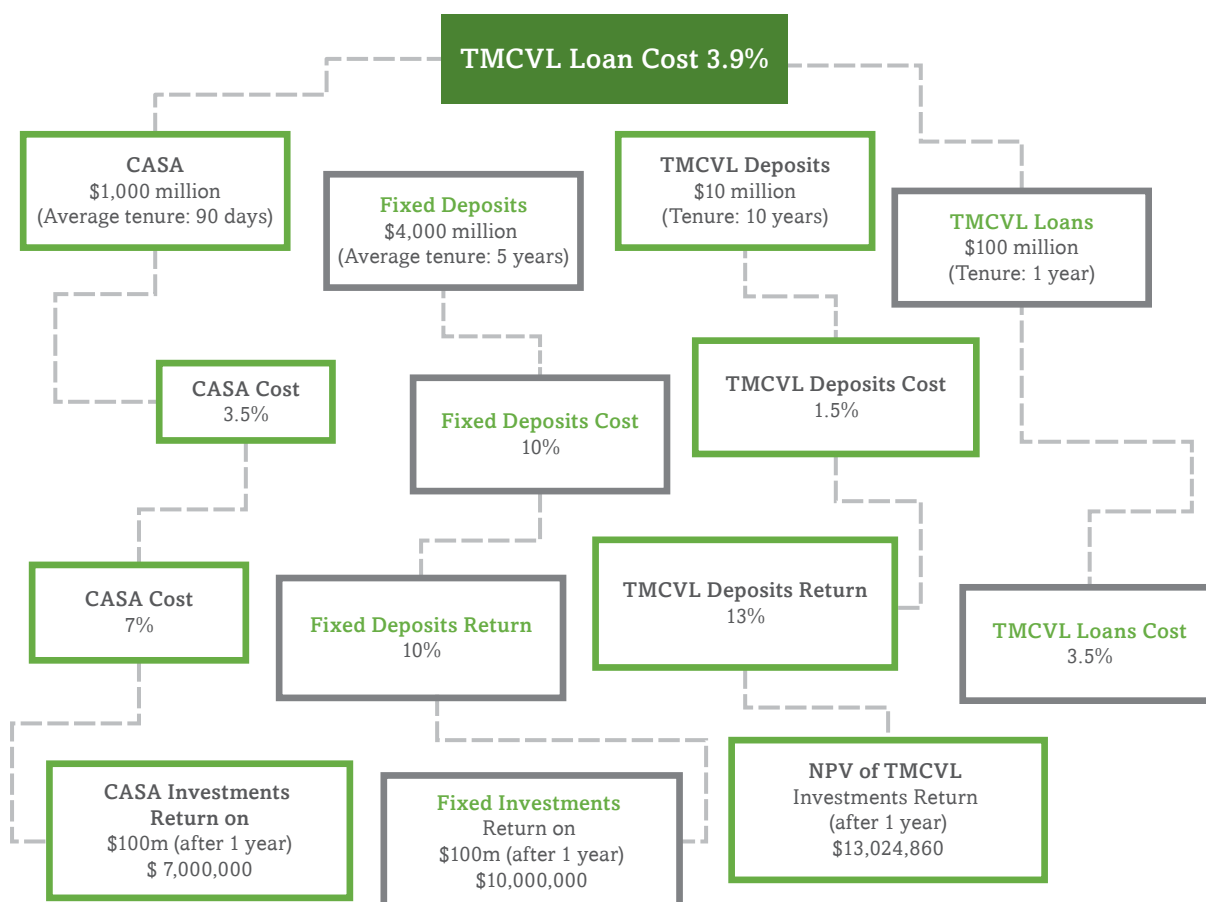 TMCVL Loan Cost 3.9%
CASA
$1,000 million
(Average tenure: 90 days)
Fixed Deposits
$4,000 million
(Average tenure: 5 years)
TMCVL Deposits
$10 million
(Tenure: 10 years)
TMCVL Loans
$100 million
(Tenure: 1 year)
CASA Cost
3.5%
Fixed Deposits Cost
10%
TMCVL Deposits Cost
1.5%
CASA Cost
7%
Fixed Deposits Return
10%
TMCVL Deposits Return
13%
TMCVL Loans Cost
3.5%
CASA Investments
Return on
$100m (after 1 year)
$ 7,000,000
Fixed Investments
Return on
$100m (after 1 year)
$10,000,000
NPV of TMCVL
Investments Return
(after 1 year)
$13,024,860